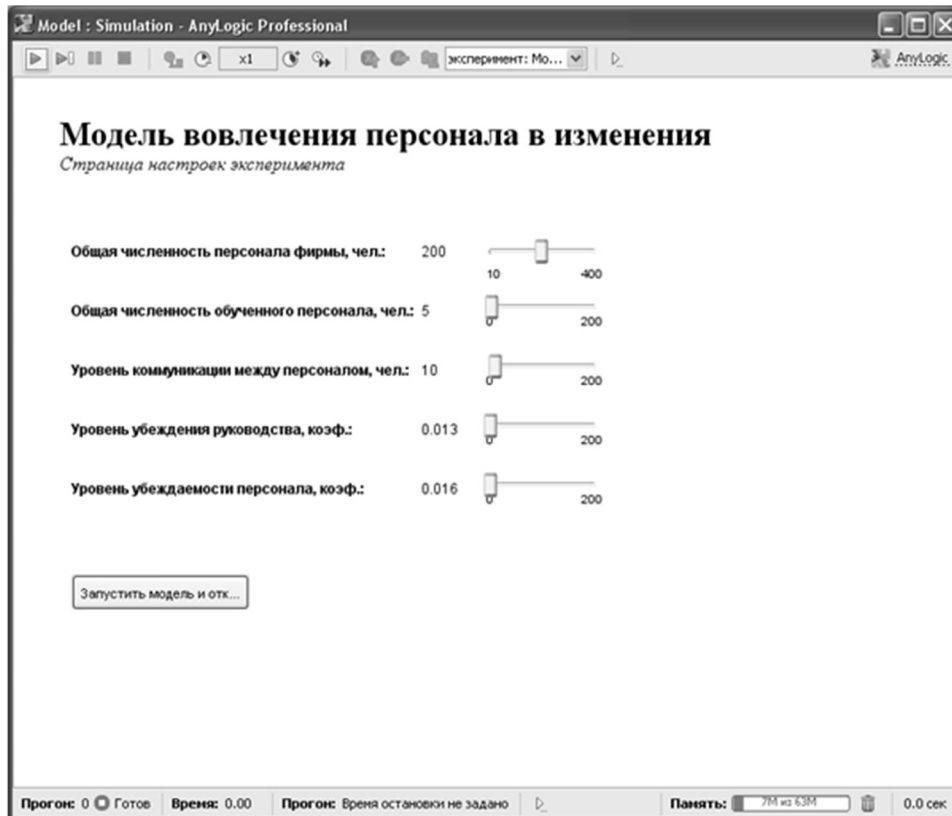 Model : Simulation - AnyLogic Professional
x1 эксперимент: Mo... AnyLogic
Модель вовлечения персонала в изменения
Страница настроек эксперимента
Общая численность персонала фирмы, чел.: 200
10 400
Общая численность обученного персонала, чел.: 5
0 200
Уровень коммуникации между персоналом, чел.: 10
0 200
Уровень убеждения руководства, коэф.: 0.013
0 200
Уровень убеждаемости персонала, коэф.: 0.016
0 200
Запустить модель и отк...
Прогон: 0 Готов Время: 0.00 Прогон: Время остановки не задано Память: 7М из 63М 0.0 сек